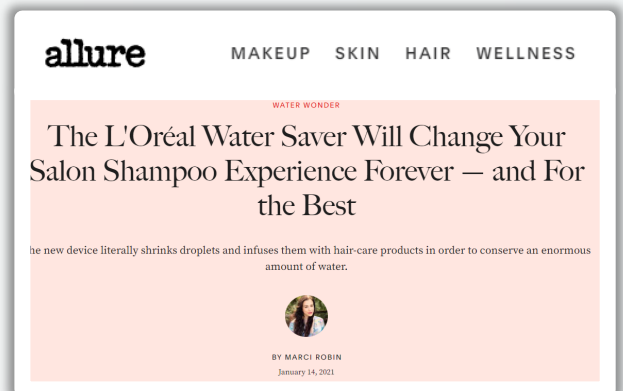 allure
MAKEUP SKIN HAIR WELLNESS
WATER WONDER
The L'Oréal Water Saver Will Change Your
Salon Shampoo Experience Forever — and For
the Best
he new device literally shrinks droplets and infuses them with hair-care products in order to conserve an enormous
amount of water.
BY MARCI ROBIN
January 14, 2021